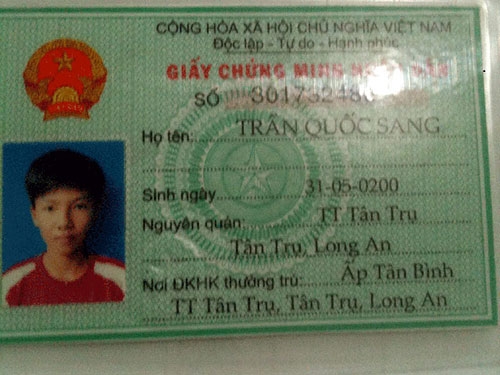 CỘNG HÒA XÃ HỘI CHỦ NGHĨA VIỆT NAM
Độc lập - Tự do - Hạnh phúc
GIẤY CHỨNG MINH
SỐ
Họ tên: TRẦN QUỐC SANG
Sinh ngày 31-05-0200
Nguyên quán: TT Tân Trụ
Tân Trụ, Long An
Nơi ĐKHK thường trú: Ấp Tân Bình
TT Tân Trụ, Tân Trụ, Long An